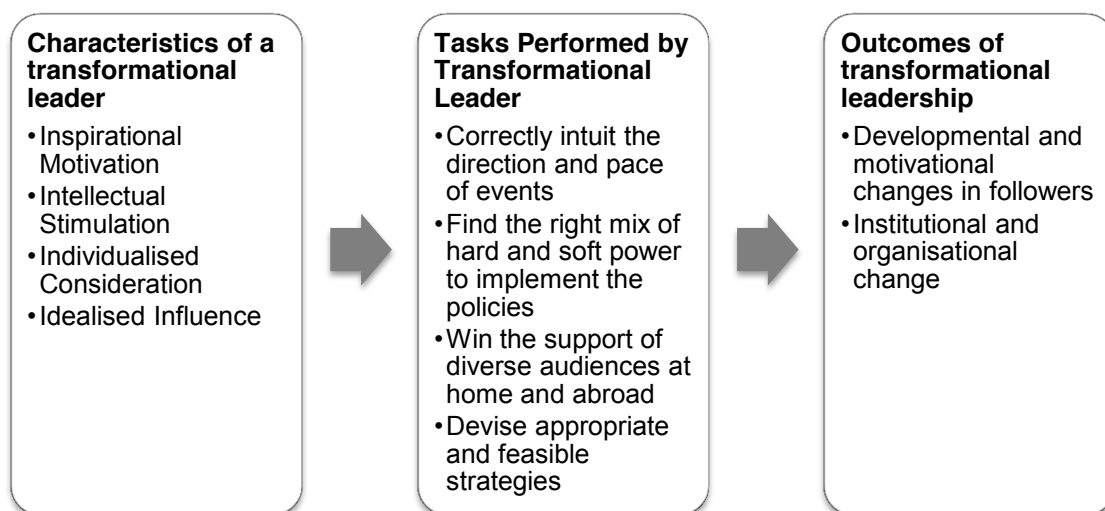 Characteristics of a
transformational
leader
•Inspirational
Motivation
•Intellectual
Stimulation
•Individualised
Consideration
•Idealised Influence
Tasks Performed by
Transformational
Leader
•Correctly intuit the
direction and pace
of events
•Find the right mix of
hard and soft power
to implement the
policies
•Win the support of
diverse audiences at
home and abroad
•Devise appropriate
and feasible
strategies
Outcomes of
transformational
leadership
•Developmental and
motivational
changes in followers
•Institutional and
organisational
change